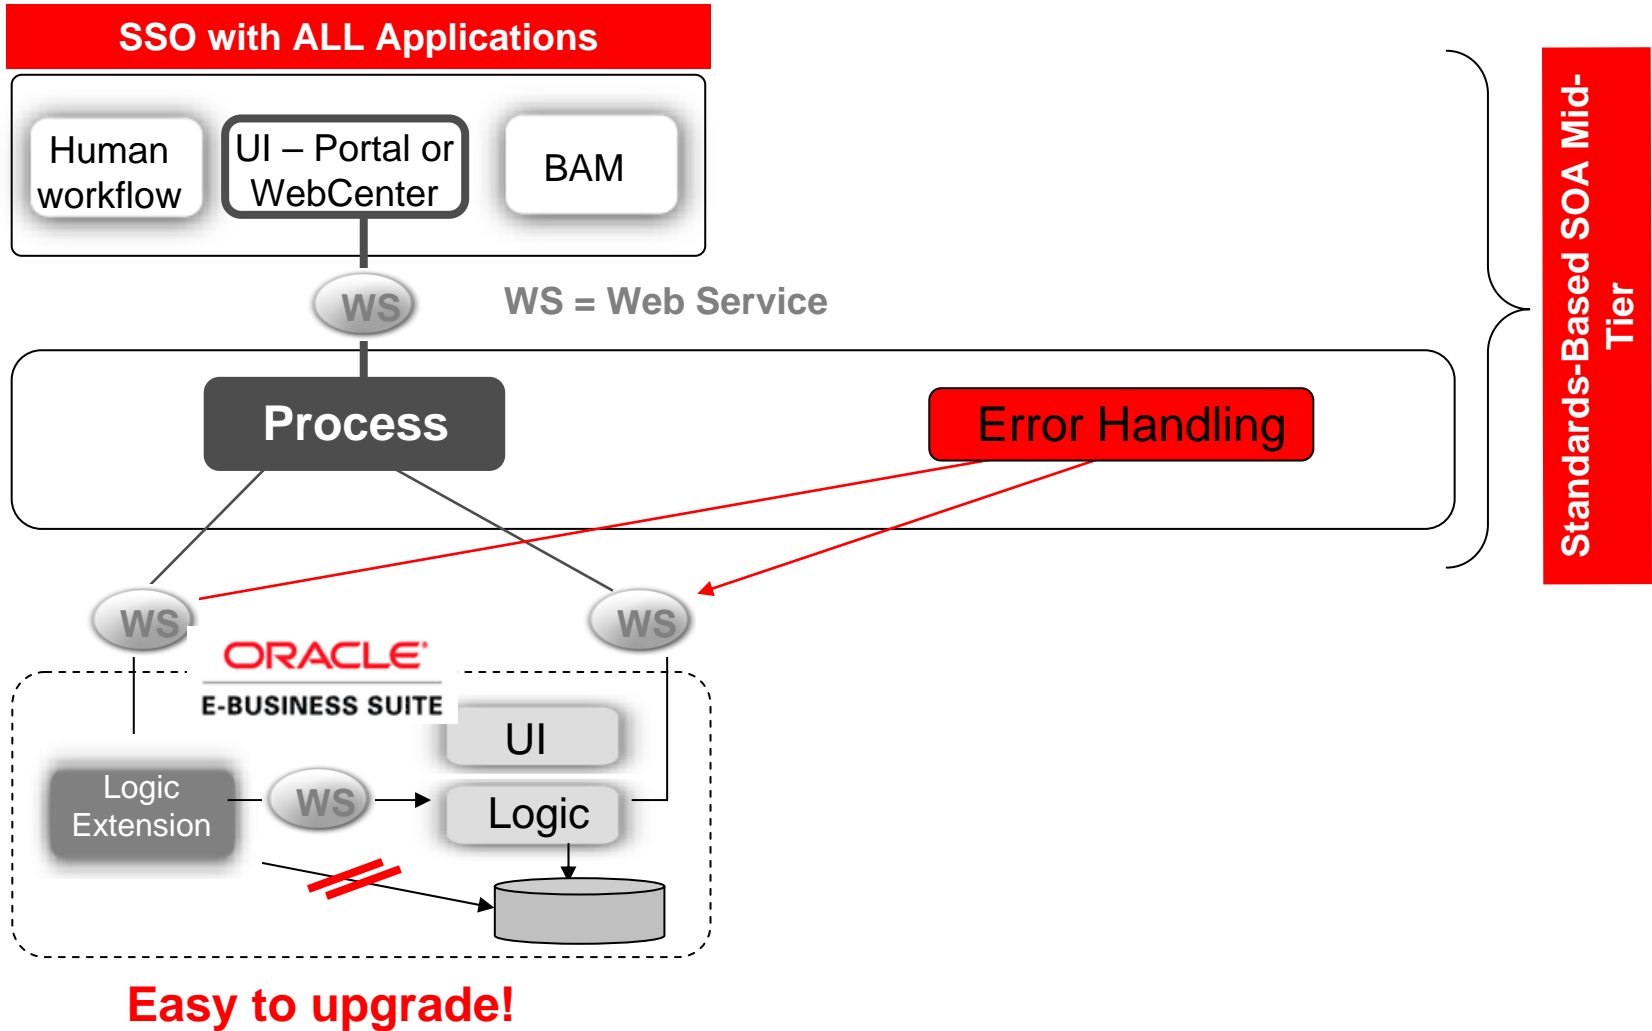 SSO with ALL Applications
Human
workflow
UI – Portal or
WebCenter
BAM
WS
WS = Web Service
Standards-Based SOA Mid-
Tier
Process
Error Handling
WS
WS
ORACLE
E-BUSINESS SUITE
UI
Logic
Extension
WS
Logic
Easy to upgrade!